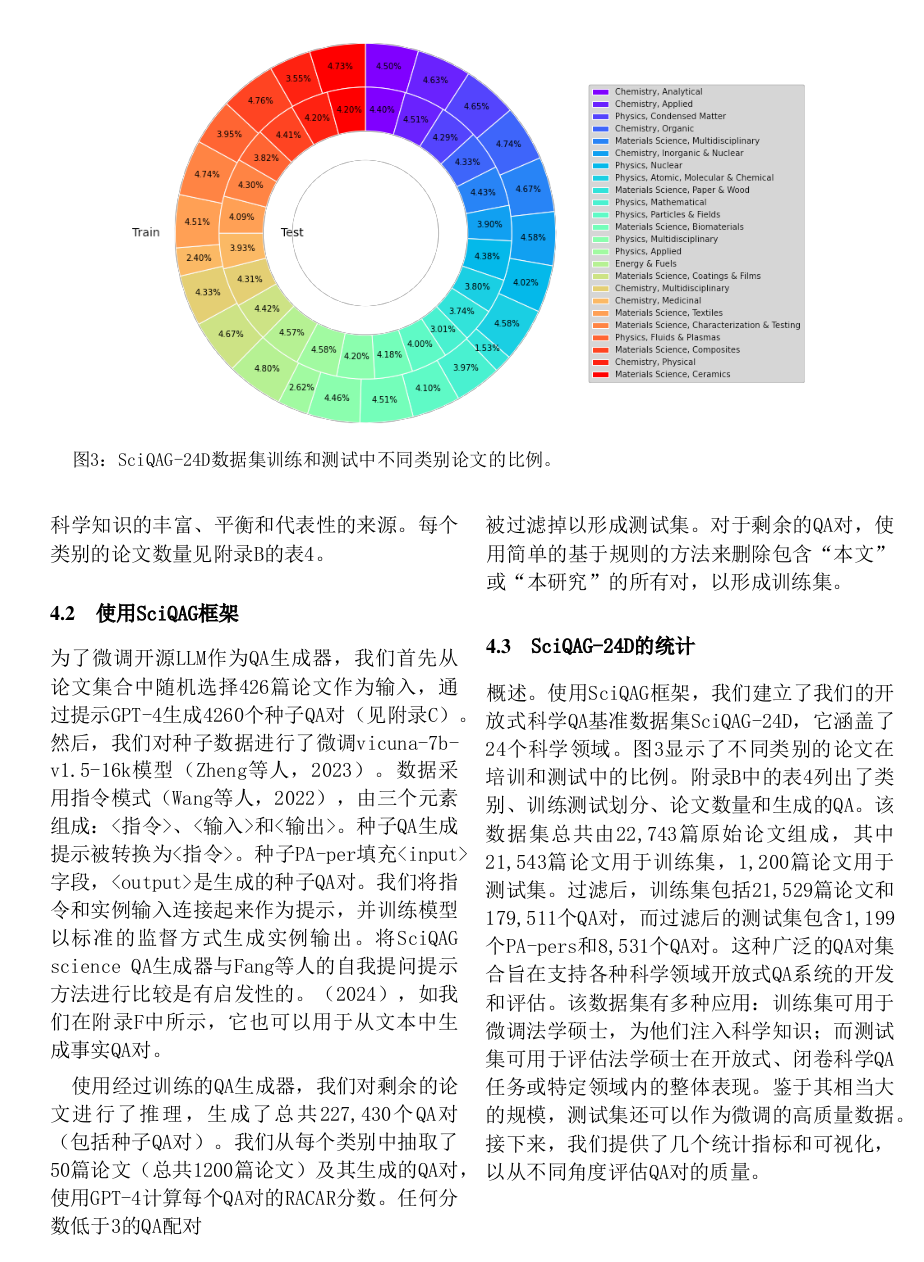 4.73%
4.50%
4.63%
4.65%
4.74%
4.67%
4.58%
4.02%
4.58%
1.53%
3.97%
4.10%
4.51%
4.46%
2.62%
4.80%
4.67%
4.33%
2.40%
4.51%
4.74%
3.95%
4.76%
3.55%
4.20%
4.40%
4.51%
4.29%
4.33%
4.43%
3.90%
4.38%
3.80%
3.74%
3.01%
4.00%
4.18%
4.20%
4.58%
4.57%
4.42%
4.31%
3.93%
4.09%
4.30%
3.82%
4.41%
4.20%
Train
Test
Chemistry, Analytical
Chemistry, Applied
Physics, Condensed Matter
Chemistry, Organic
Materials Science, Multidisciplinary
Chemistry, Inorganic & Nuclear
Physics, Nuclear
Physics, Atomic, Molecular & Chemical
Materials Science, Paper & Wood
Physics, Mathematical
Physics, Particles & Fields
Materials Science, Biomaterials
Physics, Multidisciplinary
Physics, Applied
Energy & Fuels
Materials Science, Coatings & Films
Chemistry, Multidisciplinary
Chemistry, Medicinal
Materials Science, Textiles
Materials Science, Characterization & Testing
Physics, Fluids & Plasmas
Materials Science, Composites
Chemistry, Physical
Materials Science, Ceramics
图3：SciQAG-24D数据集训练和测试中不同类别论文的比例。
科学知识的丰富、平衡和代表性的来源。每个
类别的论文数量见附录B的表4。
4.2 使用SciQAG框架
为了微调开源LLM作为QA生成器，我们首先从
论文集合中随机选择426篇论文作为输入，通
过提示GPT-4生成4260个种子QA对（见附录C）。
然后，我们对种子数据进行了微调vicuna-7b-
v1.5-16k模型（Zheng等人，2023）。数据采
用指令模式（Wang等人，2022），由三个元素
组成：<指令>、<输入>和<输出>。种子QA生成
提示被转换为<指令>。种子PA-per填充<input>
字段，<output>是生成的种子QA对。我们将指
令和实例输入连接起来作为提示，并训练模型
以标准的监督方式生成实例输出。将SciQAG
science QA生成器与Fang等人的自我提问提示
方法进行比较是有启发性的。（2024），如我
们在附录F中所示，它也可以用于从文本中生
成事实QA对。
使用经过训练的QA生成器，我们对剩余的论
文进行了推理，生成了总共227,430个QA对
（包括种子QA对）。我们从每个类别中抽取了
50篇论文（总共1200篇论文）及其生成的QA对，
使用GPT-4计算每个QA对的RACAR分数。任何分
数低于3的QA配对
被过滤掉以形成测试集。对于剩余的QA对，使
用简单的基于规则的方法来删除包含“本文”
或“本研究”的所有对，以形成训练集。
4.3 SciQAG-24D的统计
概述。使用SciQAG框架，我们建立了我们的开
放式科学QA基准数据集SciQAG-24D，它涵盖了
24个科学领域。图3显示了不同类别的论文在
培训和测试中的比例。附录B中的表4列出了类
别、训练测试划分、论文数量和生成的QA。该
数据集总共由22,743篇原始论文组成，其中
21,543篇论文用于训练集，1,200篇论文用于
测试集。过滤后，训练集包括21,529篇论文和
179,511个QA对，而过滤后的测试集包含1,199
个PA-pers和8,531个QA对。这种广泛的QA对集
合旨在支持各种科学领域开放式QA系统的开发
和评估。该数据集有多种应用：训练集可用于
微调法学硕士，为他们注入科学知识；而测试
集可用于评估法学硕士在开放式、闭卷科学QA
任务或特定领域内的整体表现。鉴于其相当大
的规模，测试集还可以作为微调的高质量数据。
接下来，我们提供了几个统计指标和可视化，
以从不同角度评估QA对的质量。